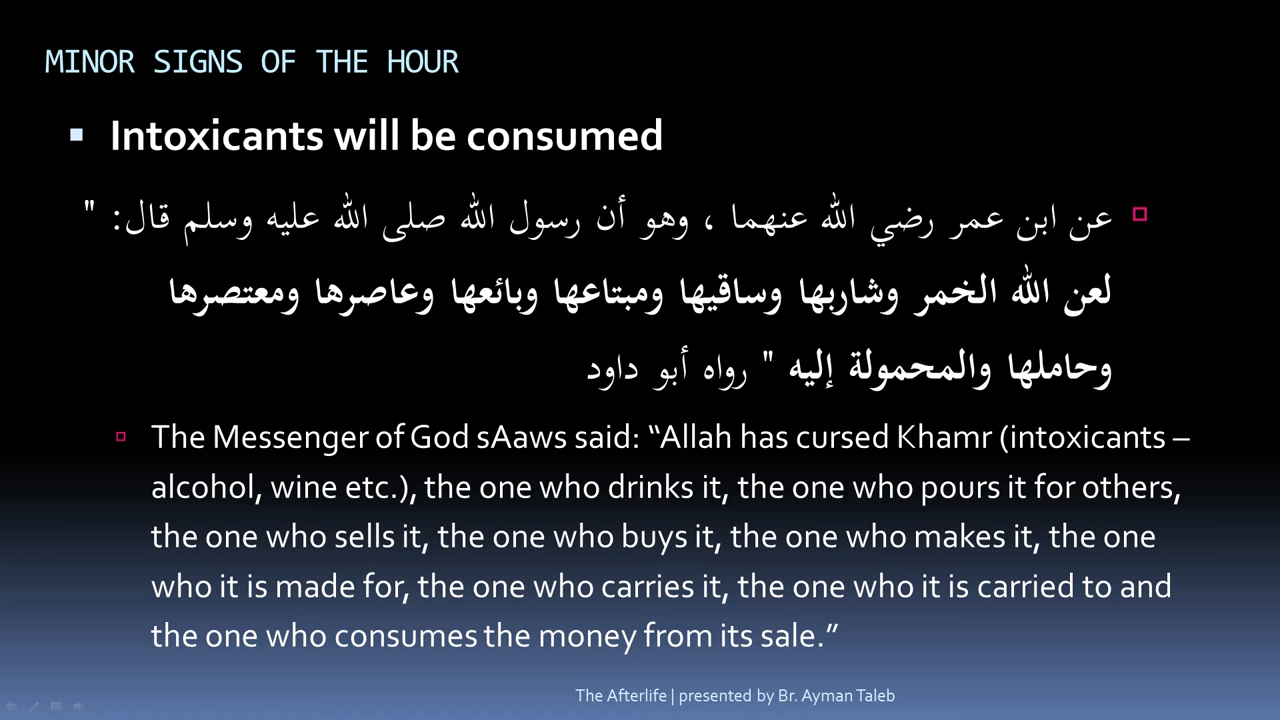 MINOR SIGNS OF THE HOUR
Intoxicants will be consumed
عن ابن عمر رضي الله عنهما ، وهو أن رسول الله صلى الله عليه وسلم قال: "
لعن الله الخمر وشاربها وساقيها ومبتاعها وبائعها وعاصرها ومعتصرها
وحاملها والمحمولة إليه " رواه أبو داود
The Messenger of God sAaws said: “Allah has cursed Khamr (intoxicants –
alcohol, wine etc.), the one who drinks it, the one who pours it for others,
the one who sells it, the one who buys it, the one who makes it, the one
who it is made for, the one who carries it, the one who it is carried to and
the one who consumes the money from its sale.”
The Afterlife | presented by Br. Ayman Taleb